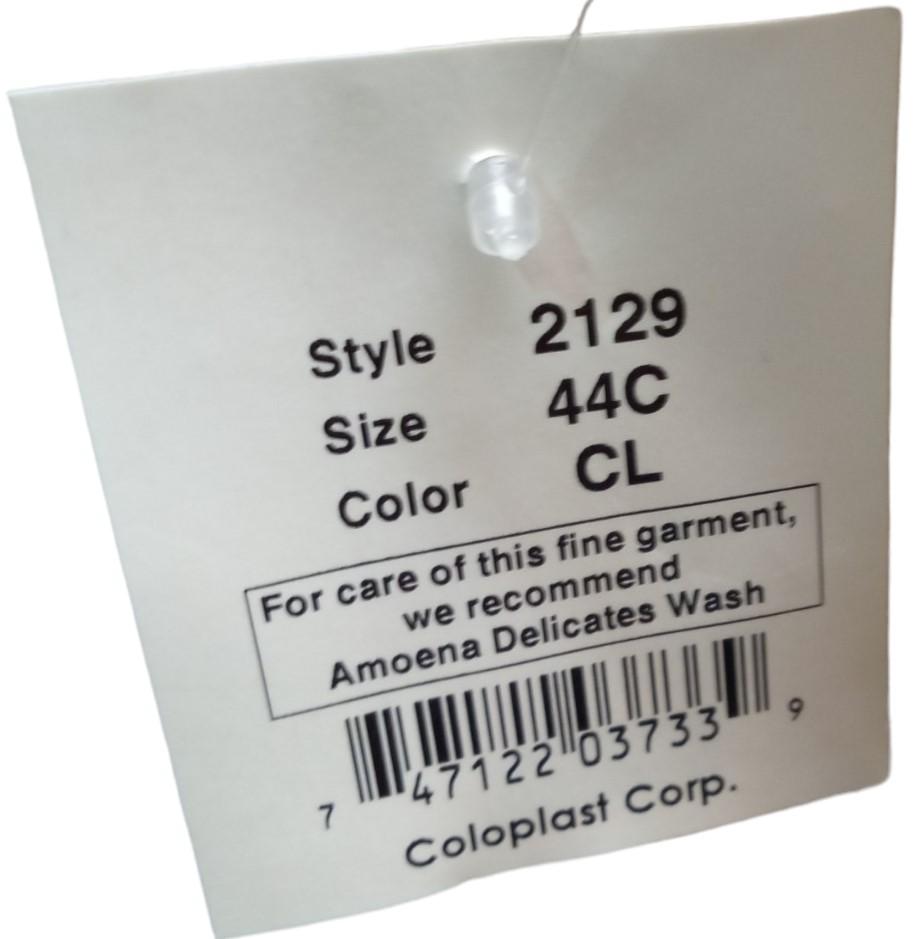 Style 2129
Size 44C
Color CL
For care of this fine garment,
we recommend
Amoena Delicates Wash
7 47122 03733 9
Coloplast Corp.